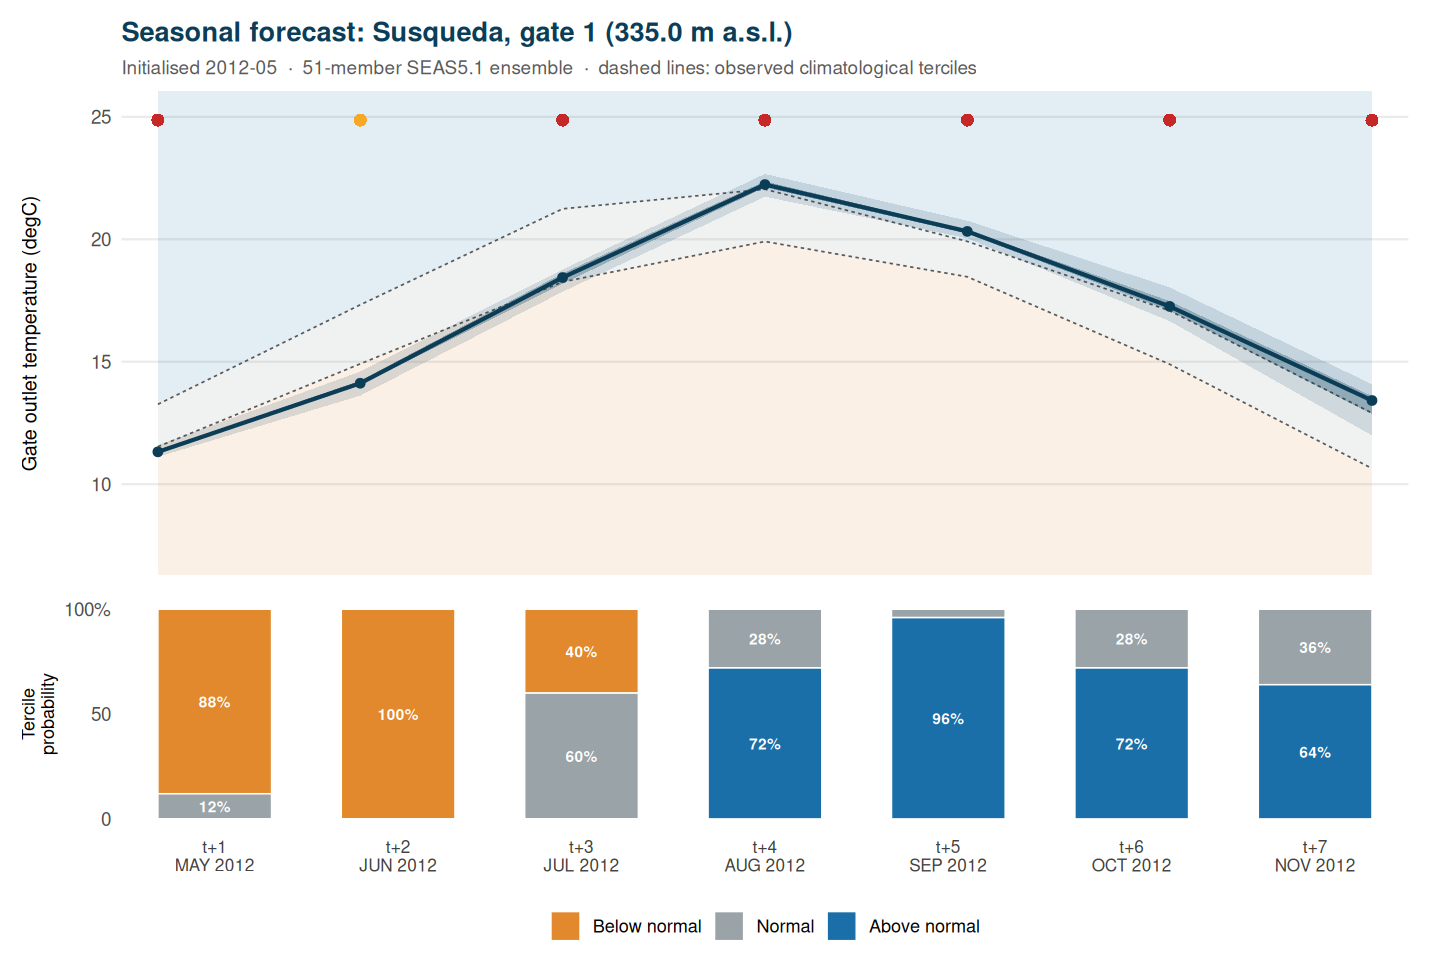 Seasonal forecast: Susqueda, gate 1 (335.0 m a.s.l.)
Initialised 2012-05 · 51-member SEAS5.1 ensemble · dashed lines: observed climatological terciles
Gate outlet temperature (degC)
25
20
15
10
Tercile
probability
100%
50
0
88%
12%
100%
40%
60%
28%
72%
96%
28%
72%
36%
64%
t+1
MAY 2012
t+2
JUN 2012
t+3
JUL 2012
t+4
AUG 2012
t+5
SEP 2012
t+6
OCT 2012
t+7
NOV 2012
Below normal
Normal
Above normal